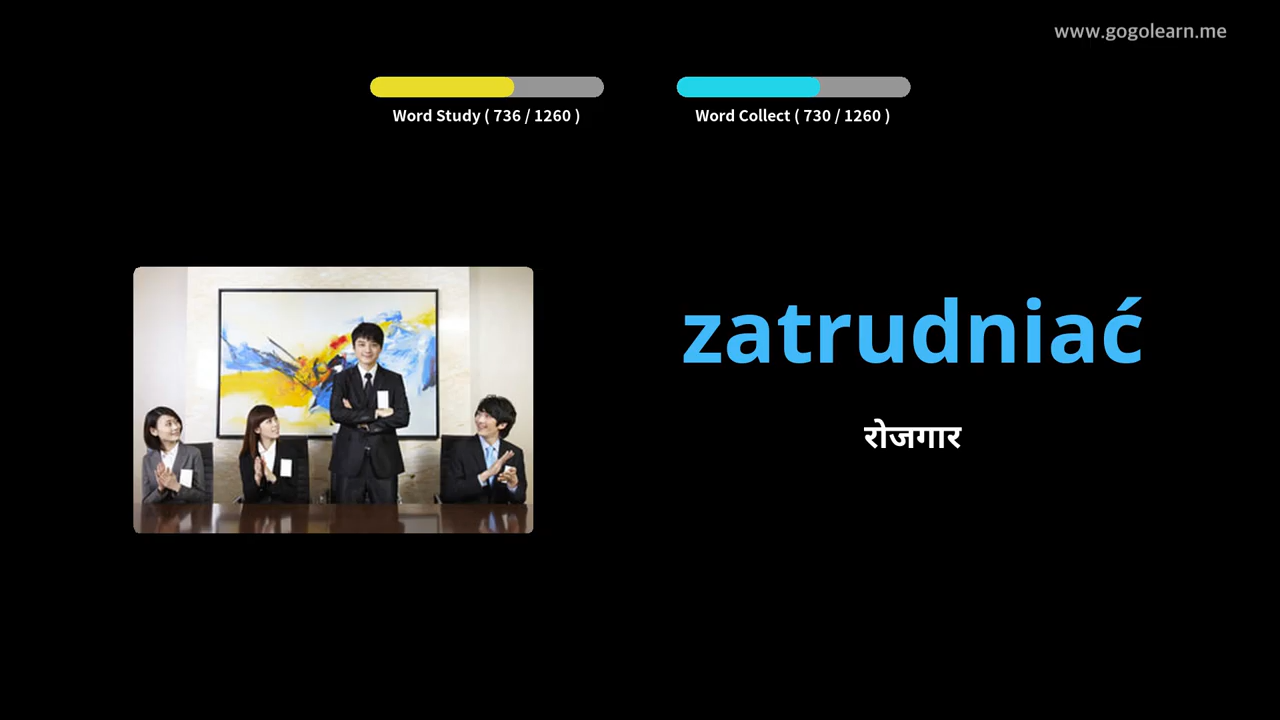 www.gogolearn.me
Word Study ( 736 / 1260 )
Word Collect ( 730 / 1260 )
zatrudniać
रोजगार